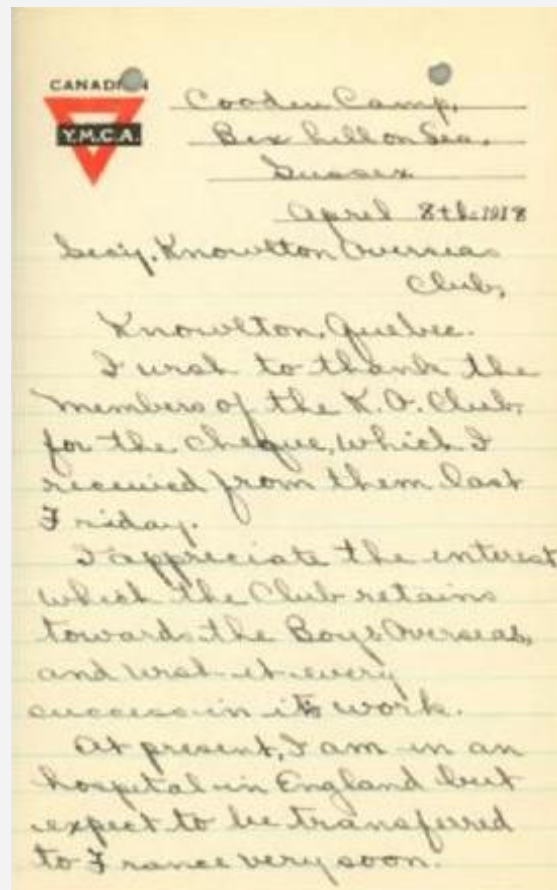 CANADIAN
Y.M.C.A.
Cooden Camp,
Bex hill on Sea,
Sussex
April 8th 1918
Sec'y, Knowlton Overseas
Club,
Knowlton, Quebec.
I wish to thank the
members of the K.O. Club,
for the cheque, which I
received from them last
Friday.
I appreciate the interest
which the Club retains
towards the Boys Overseas,
and wish it every
success in its work.
At present, I am in an
hospital in England but
expect to be transferred
to France very soon.